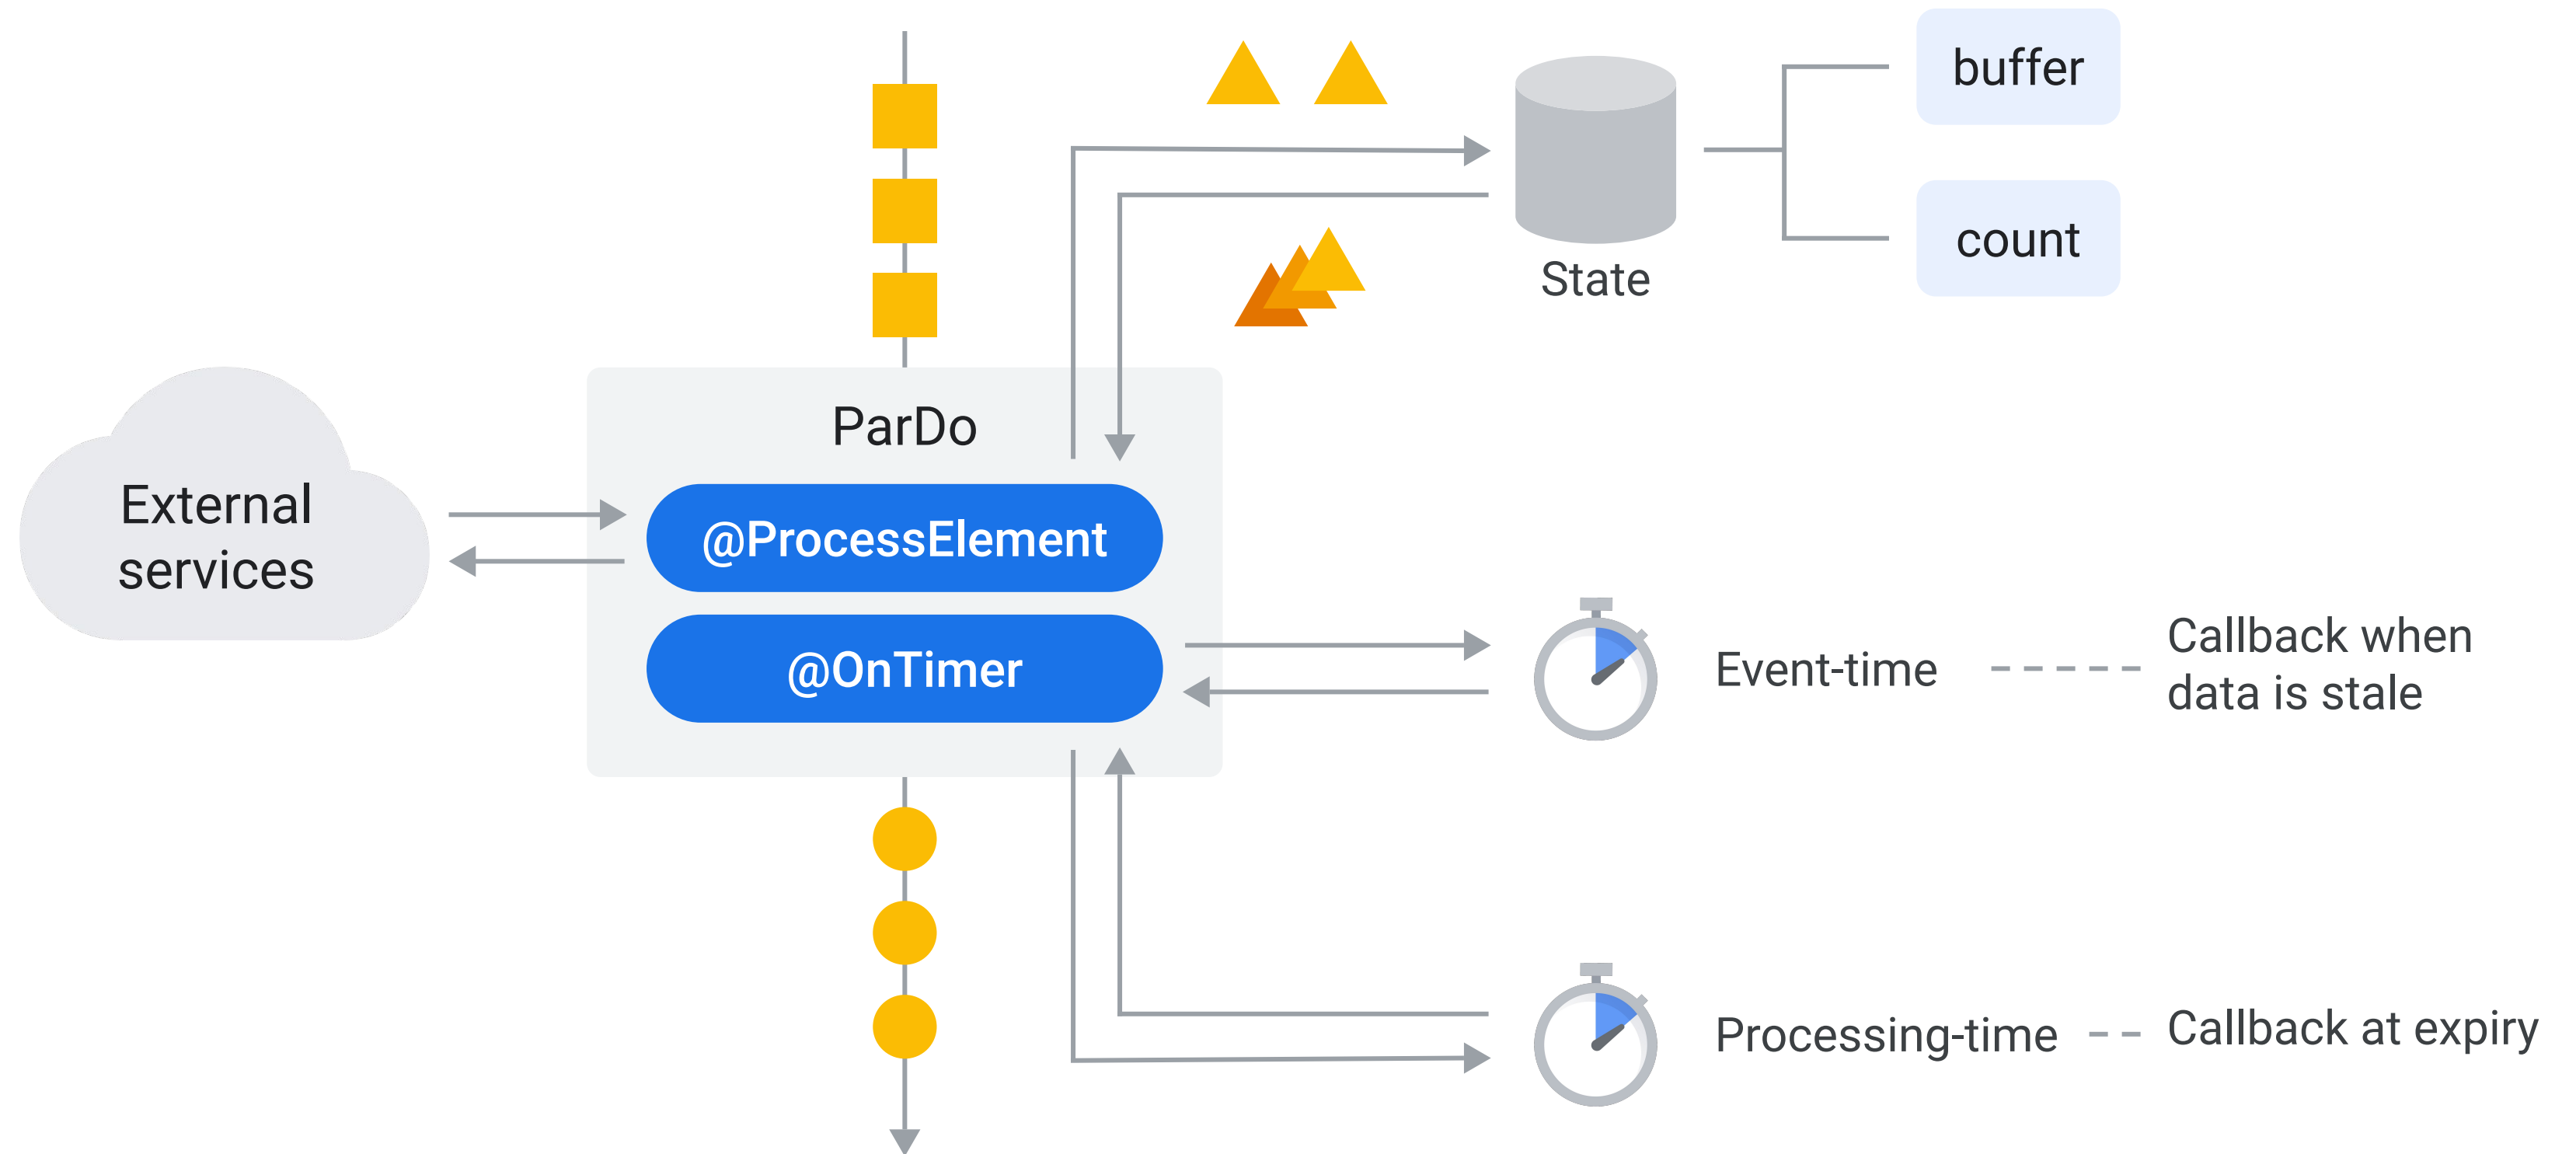 buffer
count
State
ParDo
External
services
@ProcessElement
@OnTimer
Event-time
Callback when
data is stale
Processing-time
Callback at expiry